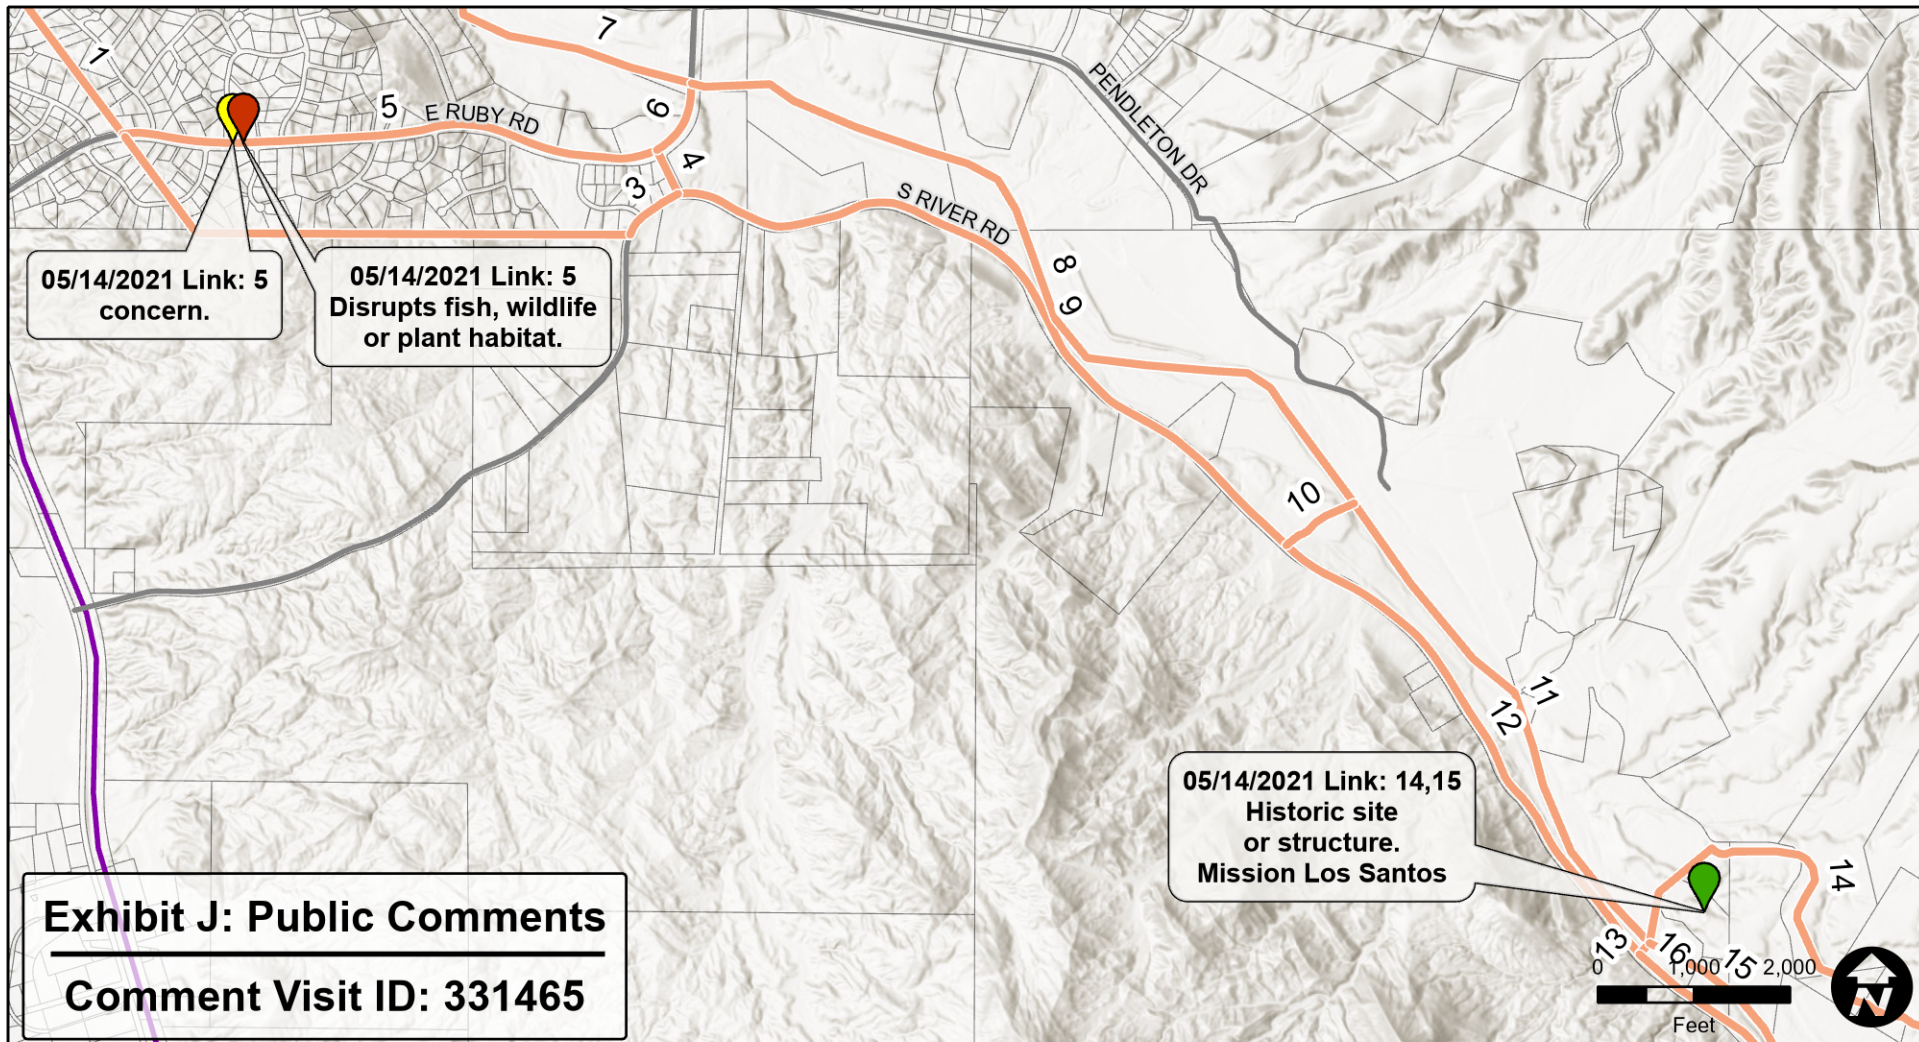 1
7
5
E RUBY RD
6
4
3
PENDLETON DR
S RIVER RD
8
9
05/14/2021 Link: 5
concern.
05/14/2021 Link: 5
Disrupts fish, wildlife
or plant habitat.
10
11
12
05/14/2021 Link: 14,15
Historic site
or structure.
Mission Los Santos
14
13
16
15
0 1,000 2,000
Feet
N
Exhibit J: Public Comments
Comment Visit ID: 331465